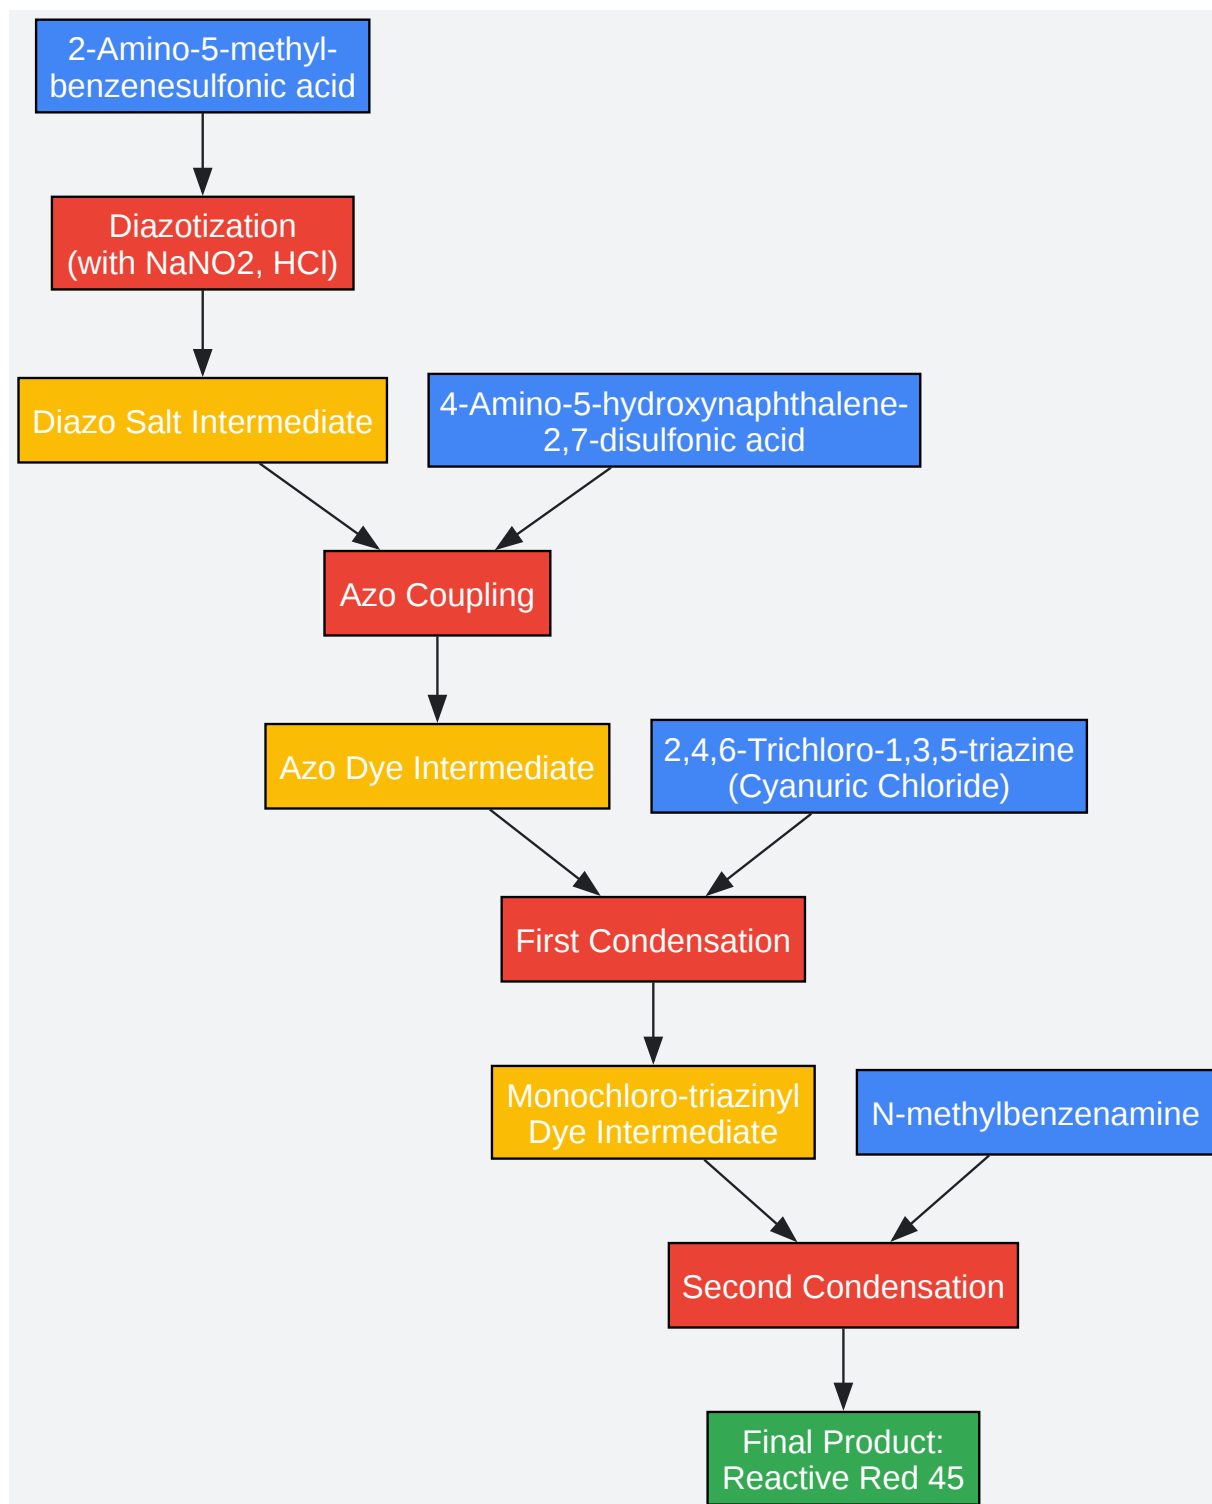 2-Amino-5-methyl-
benzenesulfonic acid
Diazotization
(with NaNO2, HCl)
Diazo Salt Intermediate
4-Amino-5-hydroxynaphthalene-
2,7-disulfonic acid
Azo Coupling
Azo Dye Intermediate
2,4,6-Trichloro-1,3,5-triazine
(Cyanuric Chloride)
First Condensation
Monochloro-triazinyl
Dye Intermediate
N-methylbenzenamine
Second Condensation
Final Product:
Reactive Red 45